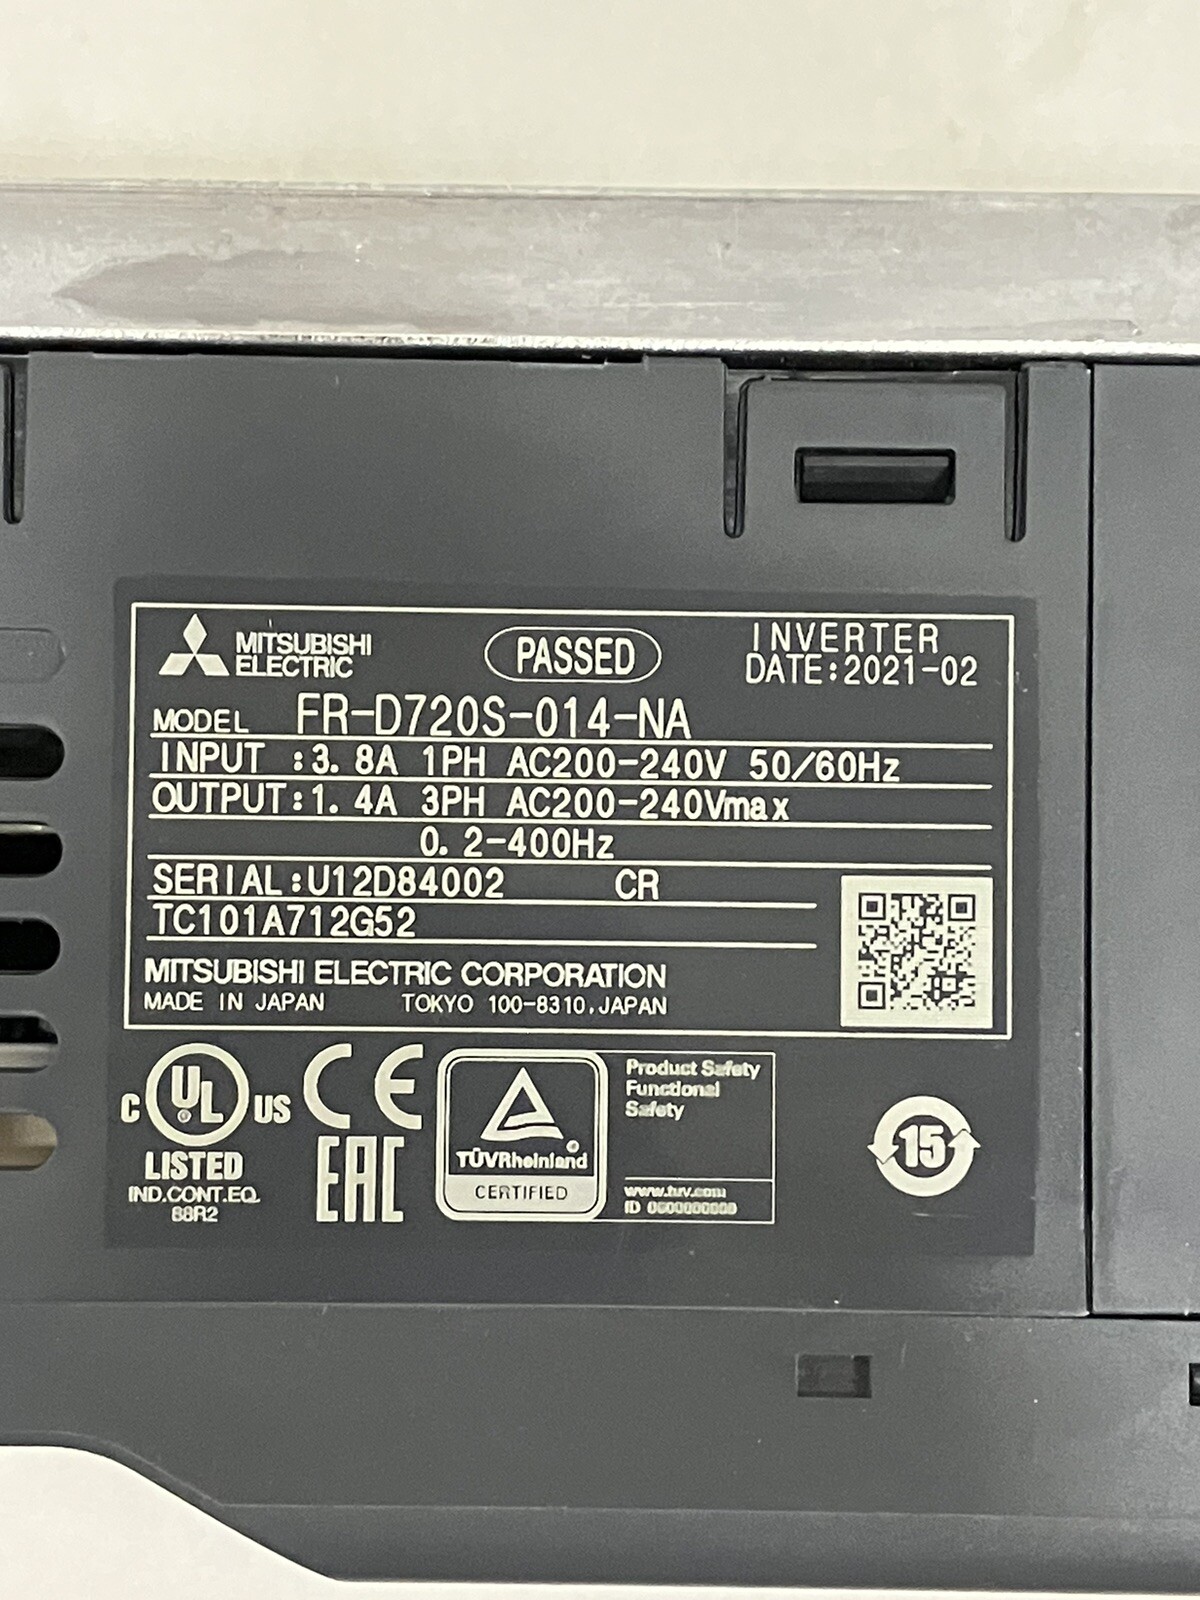 MITSUBISHI
ELECTRIC
PASSED
INVERTER
DATE:2021-02
MODEL FR-D720S-014-NA
INPUT :3.8A 1PH AC200-240V 50/60Hz
OUTPUT:1.4A 3PH AC200-240Vmax
0.2-400Hz
SERIAL:U12D84002 CR
TC101A712G52
MITSUBISHI ELECTRIC CORPORATION
MADE IN JAPAN TOKYO 100-8310,JAPAN
C UL US
LISTED
IND.CONT.EQ.
CE
EAC
TÜVRheinland
CERTIFIED
Product Safety
Functional
Safety
www.tuv.com
15